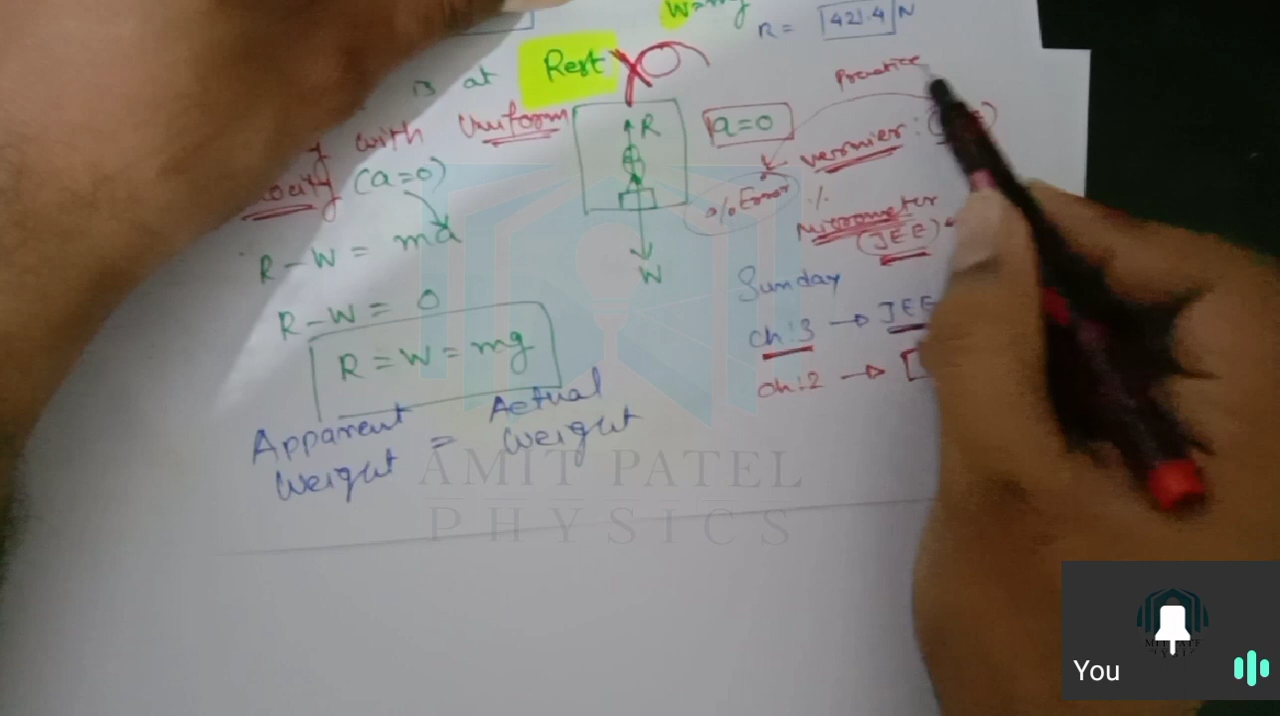 W=mg
R = 421.4 N
is at Rest
with Uniform
(a=0)
R - W = ma
R - W = 0
R = W = mg
Apparent Weight = Actual Weight
R
W
a=0
Practice
Vernier :
% Error
%
Micrometer
(JEE)
Sunday
Ch:3 → JEE
Ch:2 →
AMIT PATEL
PHYSICS
You